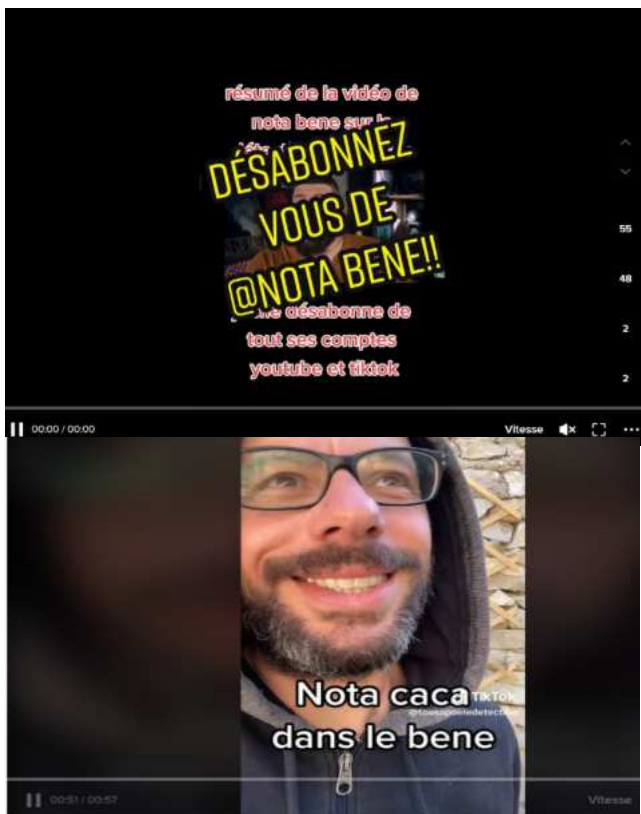 résumé de la vidéo de
nota bene sur la
DÉSABONNEZ
VOUS DE
@NOTA BENE!!
me désabonne de
tout ses comptes
youtube et tiktok
55
48
2
2
00:00 / 00:00
Vitesse
Nota caca
TikTok
dans le bene
00:51 / 00:57
Vitesse